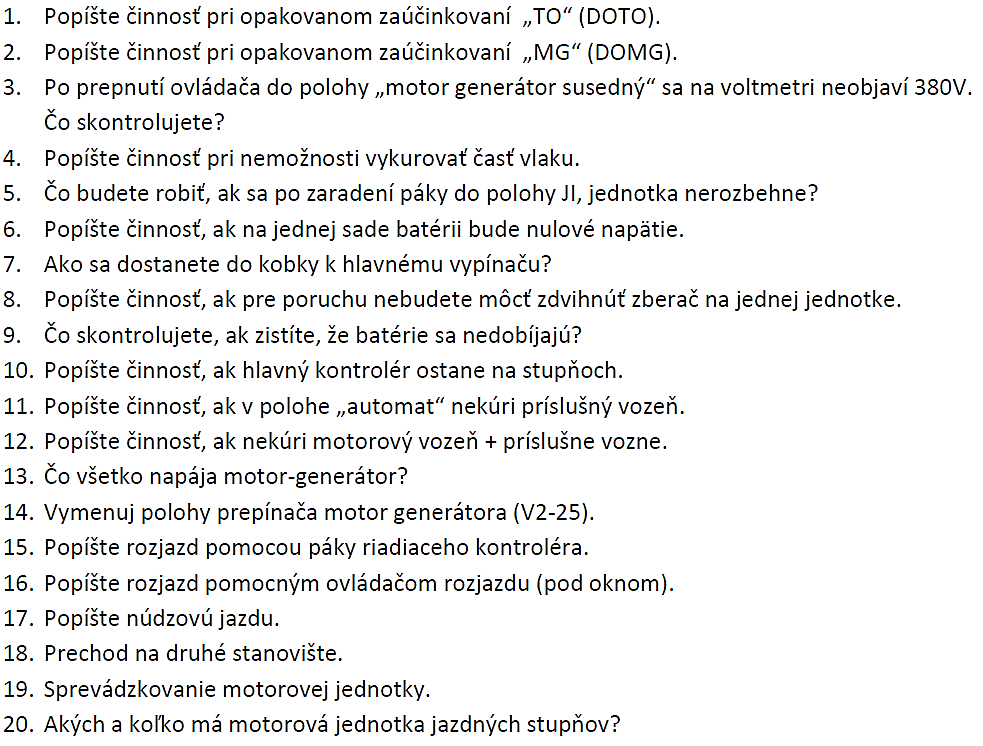 1. Popíšte činnosť pri opakovanom zaúčinkovaní „TO“ (DOTO).
2. Popíšte činnosť pri opakovanom zaúčinkovaní „MG“ (DOMG).
3. Po prepnutí ovládača do polohy „motor generátor susedný“ sa na voltmetri neobjaví 380V.
Čo skontrolujete?
4. Popíšte činnosť pri nemožnosti vykurovať časť vlaku.
5. Čo budete robiť, ak sa po zaradení páky do polohy JI, jednotka nerozbehne?
6. Popíšte činnosť, ak na jednej sade batérii bude nulové napätie.
7. Ako sa dostanete do kobky k hlavnému vypínaču?
8. Popíšte činnosť, ak pre poruchu nebudete môcť zdvihnúť zberač na jednej jednotke.
9. Čo skontrolujete, ak zistíte, že batérie sa nedobíjajú?
10. Popíšte činnosť, ak hlavný kontrolér ostane na stupňoch.
11. Popíšte činnosť, ak v polohe „automat“ nekúri príslušný vozeň.
12. Popíšte činnosť, ak nekúri motorový vozeň + príslušne vozne.
13. Čo všetko napája motor-generátor?
14. Vymenuj polohy prepínača motor generátora (V2-25).
15. Popíšte rozjazd pomocou páky riadiaceho kontroléra.
16. Popíšte rozjazd pomocným ovládačom rozjazdu (pod oknom).
17. Popíšte núdzovú jazdu.
18. Prechod na druhé stanovište.
19. Sprevádzkovanie motorovej jednotky.
20. Akých a koľko má motorová jednotka jazdných stupňov?